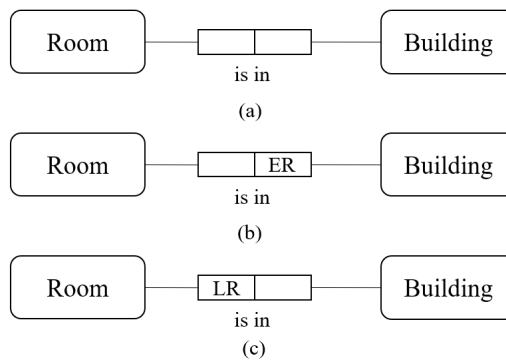 Room Building
is in
(a)
Room ER Building
is in
(b)
Room LR Building
is in
(c)